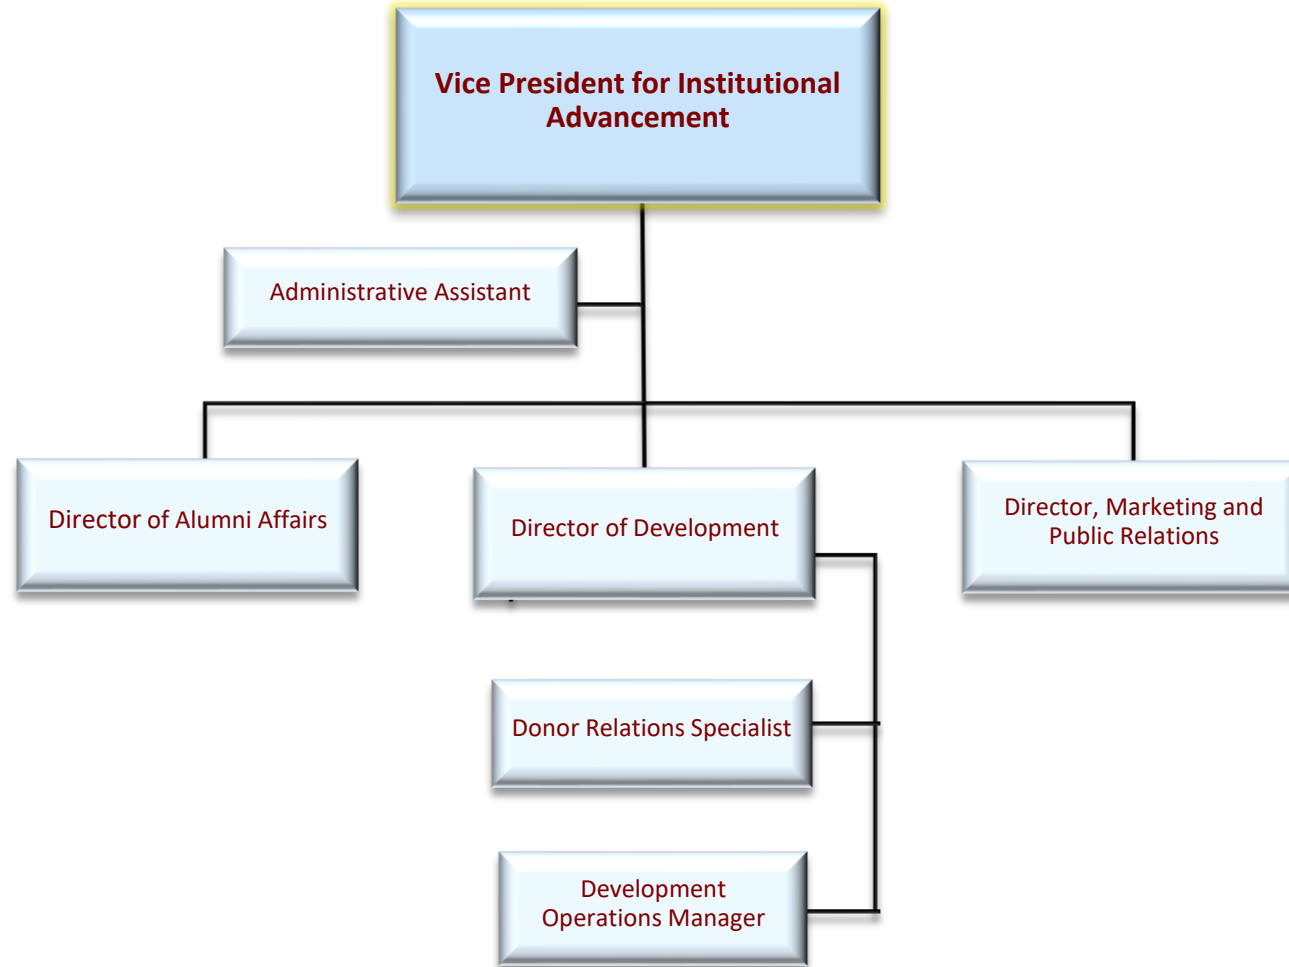 Vice President for Institutional
Advancement
Administrative Assistant
Director of Alumni Affairs
Director of Development
Director, Marketing and
Public Relations
Donor Relations Specialist
Development
Operations Manager